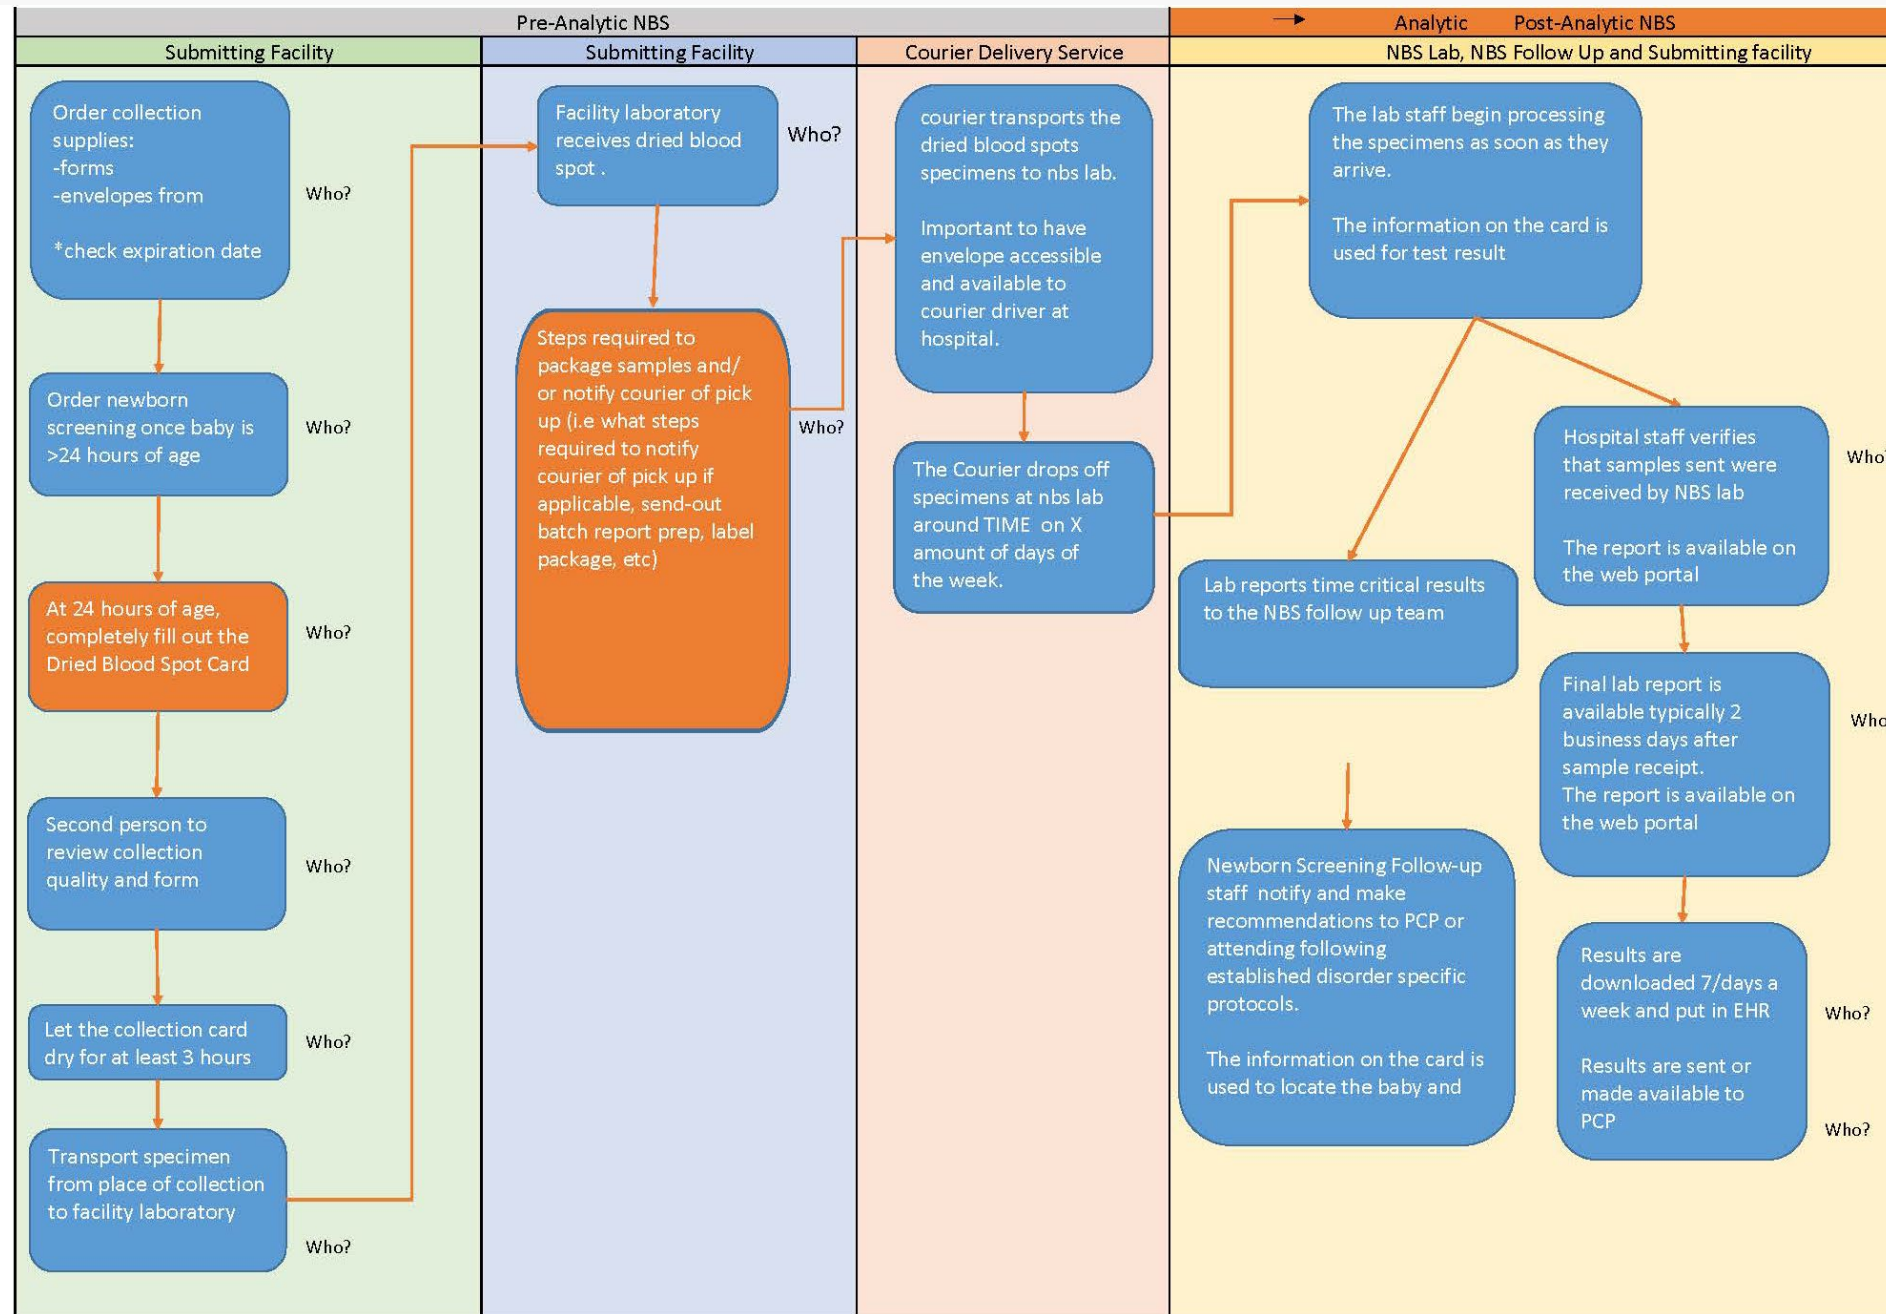 Pre-Analytic NBS
→ Analytic Post-Analytic NBS
Submitting Facility
Submitting Facility
Courier Delivery Service
NBS Lab, NBS Follow Up and Submitting facility
Order collection
supplies:
-forms
-envelopes from
*check expiration date
Who?
Order newborn
screening once baby is
>24 hours of age
Who?
At 24 hours of age,
completely fill out the
Dried Blood Spot Card
Who?
Second person to
review collection
quality and form
Who?
Let the collection card
dry for at least 3 hours
Who?
Transport specimen
from place of collection
to facility laboratory
Who?
Facility laboratory
receives dried blood
spot .
Who?
Steps required to
package samples and/
or notify courier of pick
up (i.e what steps
required to notify
courier of pick up if
applicable, send-out
batch report prep, label
package, etc)
Who?
courier transports the
dried blood spots
specimens to nbs lab.
Important to have
envelope accessible
and available to
courier driver at
hospital.
The Courier drops off
specimens at nbs lab
around TIME on X
amount of days of
the week.
The lab staff begin processing
the specimens as soon as they
arrive.
The information on the card is
used for test result
Lab reports time critical results
to the NBS follow up team
Newborn Screening Follow-up
staff notify and make
recommendations to PCP or
attending following
established disorder specific
protocols.
The information on the card is
used to locate the baby and
Hospital staff verifies
that samples sent were
received by NBS lab
The report is available on
the web portal
Who?
Final lab report is
available typically 2
business days after
sample receipt.
The report is available on
the web portal
Who
Results are
downloaded 7/days a
week and put in EHR
Who?
Results are sent or
made available to
PCP
Who?